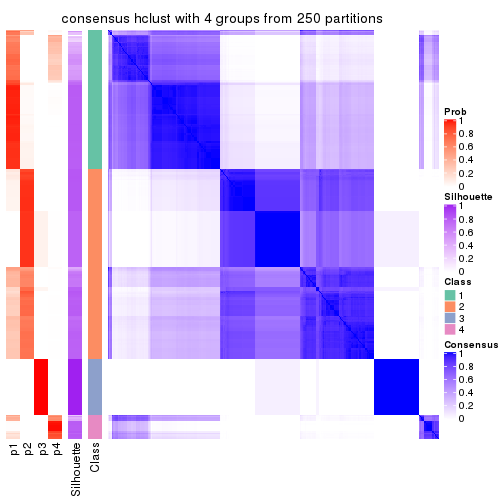 consensus hclust with 4 groups from 250 partitions
Prob
1
0.8
0.6
0.4
0.2
0
Silhouette
1
0.8
0.6
0.4
0.2
0
Class
1
2
3
4
Consensus
1
0.8
0.6
0.4
0.2
0
p1
p2
p3
p4
Silhouette
Class